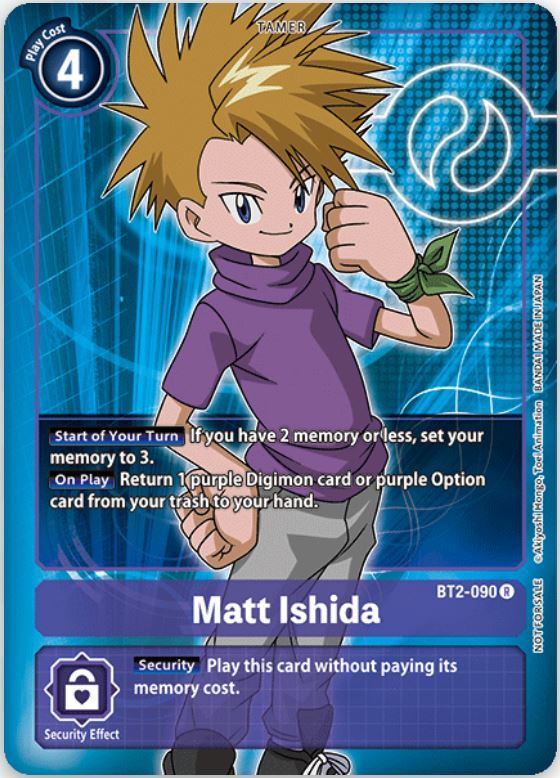 TAMER
Play Cost
4
Start of Your Turn If you have 2 memory or less, set your
memory to 3.
On Play Return 1 purple Digimon card or purple Option
card from your trash to your hand.
©Akiyoshi Hongo, Toei Animation BANDAI MADE IN JAPAN
NOT FOR SALE
BT2-090 R
Matt Ishida
Security Play this card without paying its
memory cost.
Security Effect